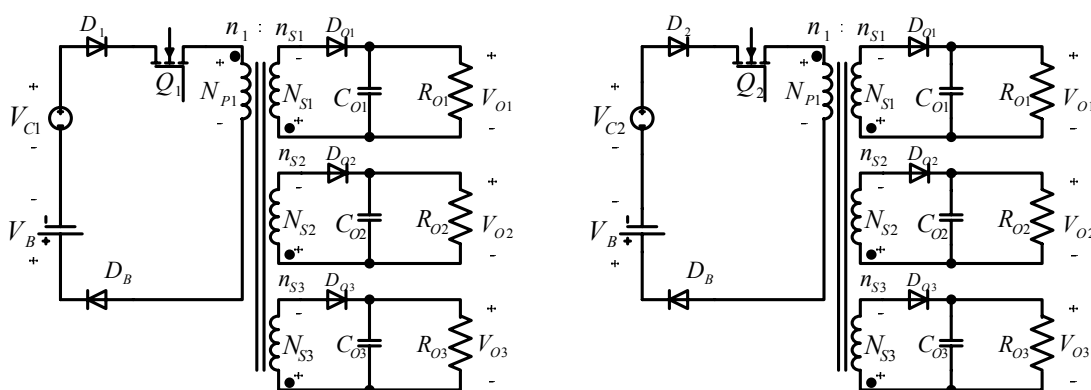 D1 n1 : nS1 DO1
+ - +
+ Q1 NP1 NS1 CO1 RO1 VO1
VC1 - + -
-
- nS2 DO2
- +
VB NS2 CO2 RO2 VO2
+ + -
DB nS3 DO3
- +
NS3 CO3 RO3 VO3
+ -
D2 n1 : nS1 DO1
+ - +
+ Q2 NP1 NS1 CO1 RO1 VO1
VC2 - + -
-
- nS2 DO2
- +
VB NS2 CO2 RO2 VO2
+ + -
DB nS3 DO3
- +
NS3 CO3 RO3 VO3
+ -